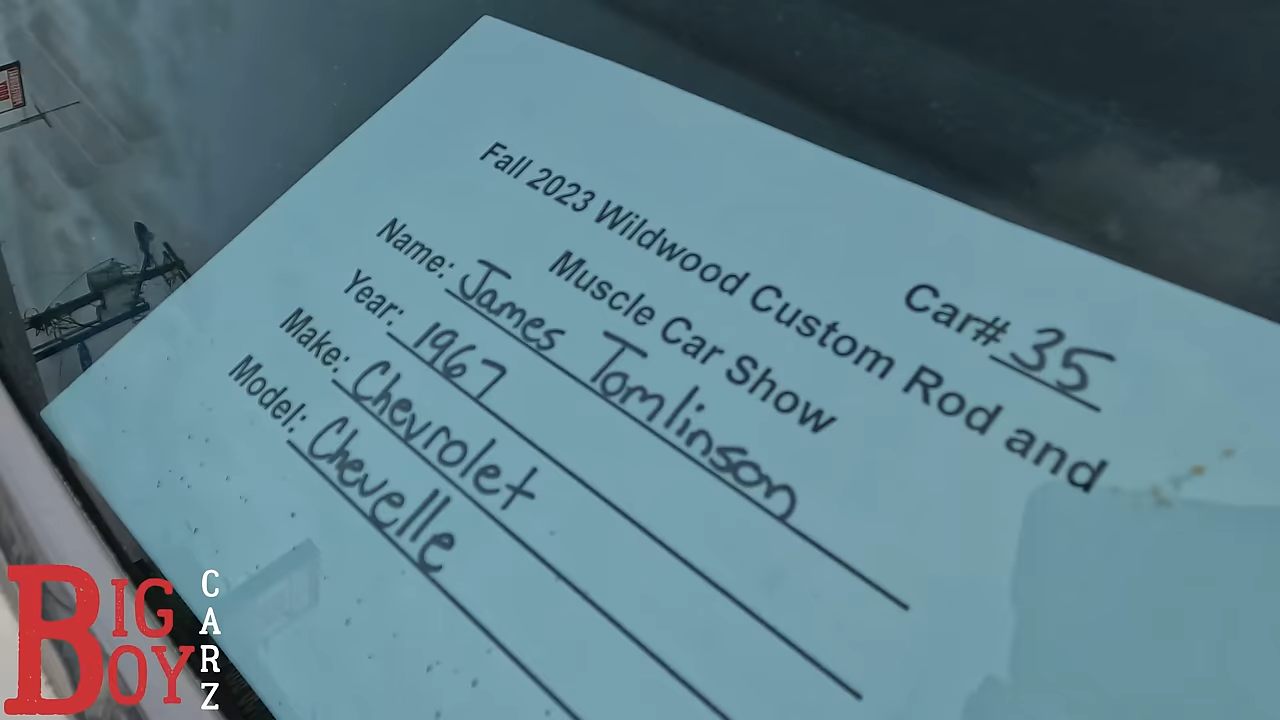 Car# 35
Fall 2023 Wildwood Custom Rod and
Muscle Car Show
Name: James Tomlinson
Year: 1967
Make: Chevrolet
Model: Chevelle
BIG BOY
CARZ